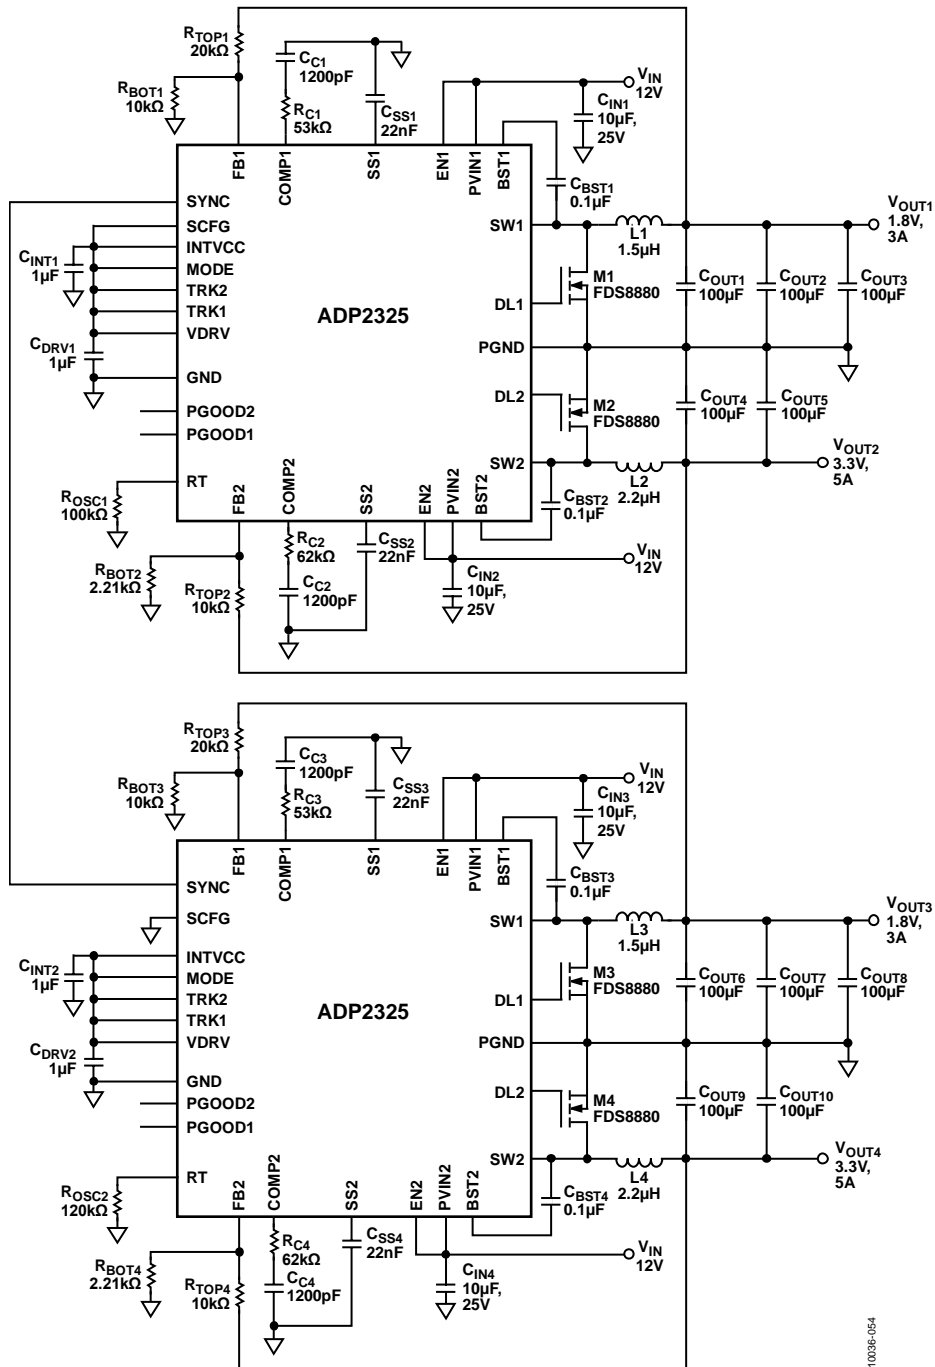 RTOP1
20kΩ
CC1
1200pF
RBOT1
10kΩ
RC1
53kΩ
CSS1
22nF
VIN
12V
CIN1
10µF,
25V
FB1
COMP1
SS1
EN1
PVIN1
BST1
CBST1
0.1µF
SYNC
SCFG
INTVCC
MODE
TRK2
TRK1
VDRV
GND
PGOOD2
PGOOD1
RT
CINT1
1µF
CDRV1
1µF
ADP2325
SW1
DL1
PGND
DL2
SW2
L1
1.5µH
VOUT1
1.8V,
3A
M1
FDS8880
COUT1
100µF
COUT2
100µF
COUT3
100µF
M2
FDS8880
COUT4
100µF
COUT5
100µF
VOUT2
3.3V,
5A
L2
2.2µH
CBST2
0.1µF
ROSC1
100kΩ
FB2
COMP2
SS2
EN2
PVIN2
BST2
RBOT2
2.21kΩ
RTOP2
10kΩ
RC2
62kΩ
CC2
1200pF
CSS2
22nF
CIN2
10µF,
25V
VIN
12V
RTOP3
20kΩ
CC3
1200pF
RBOT3
10kΩ
RC3
53kΩ
CSS3
22nF
VIN
12V
CIN3
10µF,
25V
FB1
COMP1
SS1
EN1
PVIN1
BST1
CBST3
0.1µF
SYNC
SCFG
INTVCC
MODE
TRK2
TRK1
VDRV
GND
PGOOD2
PGOOD1
RT
CINT2
1µF
CDRV2
1µF
ADP2325
SW1
DL1
PGND
DL2
SW2
L3
1.5µH
VOUT3
1.8V,
3A
M3
FDS8880
COUT6
100µF
COUT7
100µF
COUT8
100µF
M4
FDS8880
COUT9
100µF
COUT10
100µF
VOUT4
3.3V,
5A
L4
2.2µH
CBST4
0.1µF
ROSC2
120kΩ
FB2
COMP2
SS2
EN2
PVIN2
BST2
RBOT4
2.21kΩ
RTOP4
10kΩ
RC4
62kΩ
CC4
1200pF
CSS4
22nF
CIN4
10µF,
25V
VIN
12V
10036-054